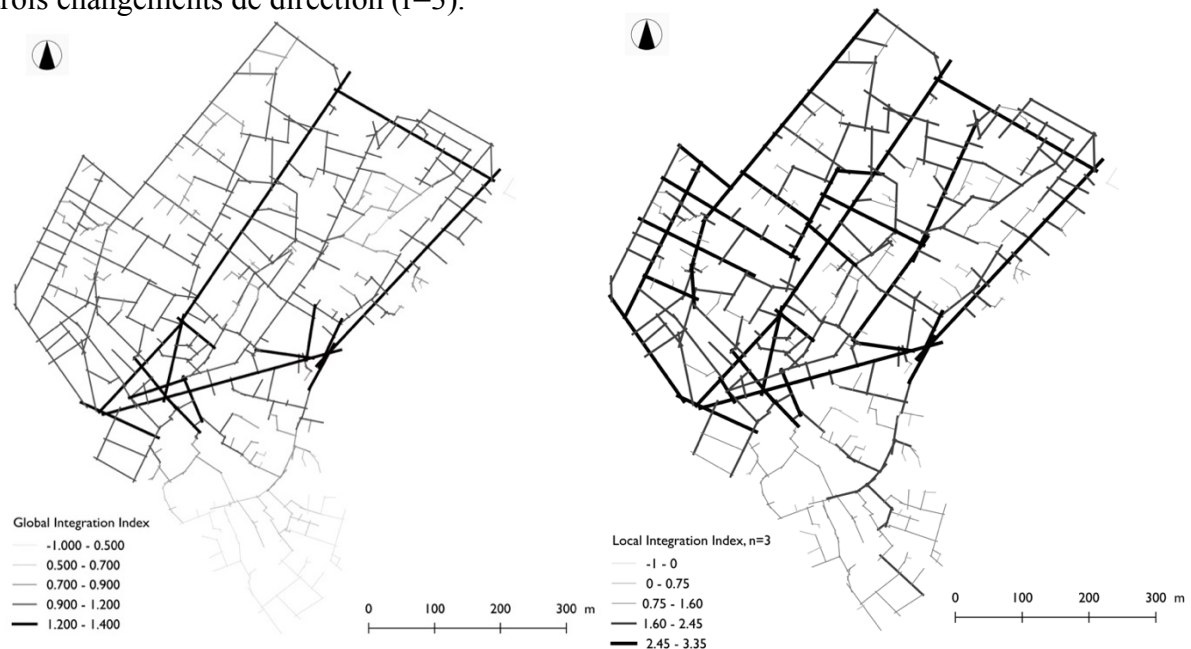 rois changements de direction (r=3).
Global Integration Index
-1.000 - 0.500
0.500 - 0.700
0.700 - 0.900
0.900 - 1.200
1.200 - 1.400
0 100 200 300 m
Local Integration Index, n=3
-1 - 0
0 - 0.75
0.75 - 1.60
1.60 - 2.45
2.45 - 3.35
0 100 200 300 m